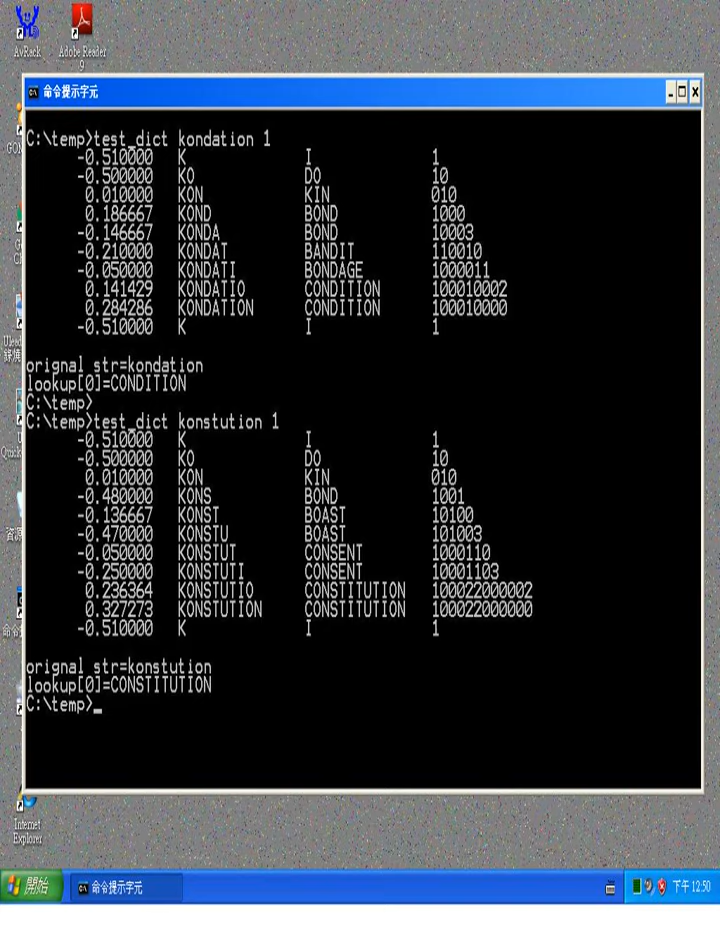 AvRack
Adobe Reader
9
命令提示字元
C:\temp>test_dict kondation 1
-0.510000 K I 1
-0.500000 KO DO 10
0.010000 KON KIN 010
0.186667 KOND BOND 1000
-0.146667 KONDA BOND 10003
-0.210000 KONDAT BANDIT 110010
-0.050000 KONDATI BONDAGE 1000011
0.141429 KONDATIO CONDITION 100010002
0.284286 KONDATION CONDITION 100010000
-0.510000 K I 1
orignal str=kondation
lookup[0]=CONDITION
C:\temp>
C:\temp>test_dict konstution 1
-0.510000 K I 1
-0.500000 KO DO 10
0.010000 KON KIN 010
-0.480000 KONS BOND 1001
-0.136667 KONST BOAST 10100
-0.470000 KONSTU BOAST 101003
-0.050000 KONSTUT CONSENT 1000110
-0.250000 KONSTUTI CONSENT 10001103
0.236364 KONSTUTIO CONSTITUTION 100022000002
0.327273 KONSTUTION CONSTITUTION 100022000000
-0.510000 K I 1
orignal str=konstution
lookup[0]=CONSTITUTION
C:\temp>_
Internet
Explorer
開始
命令提示字元
下午 12:50